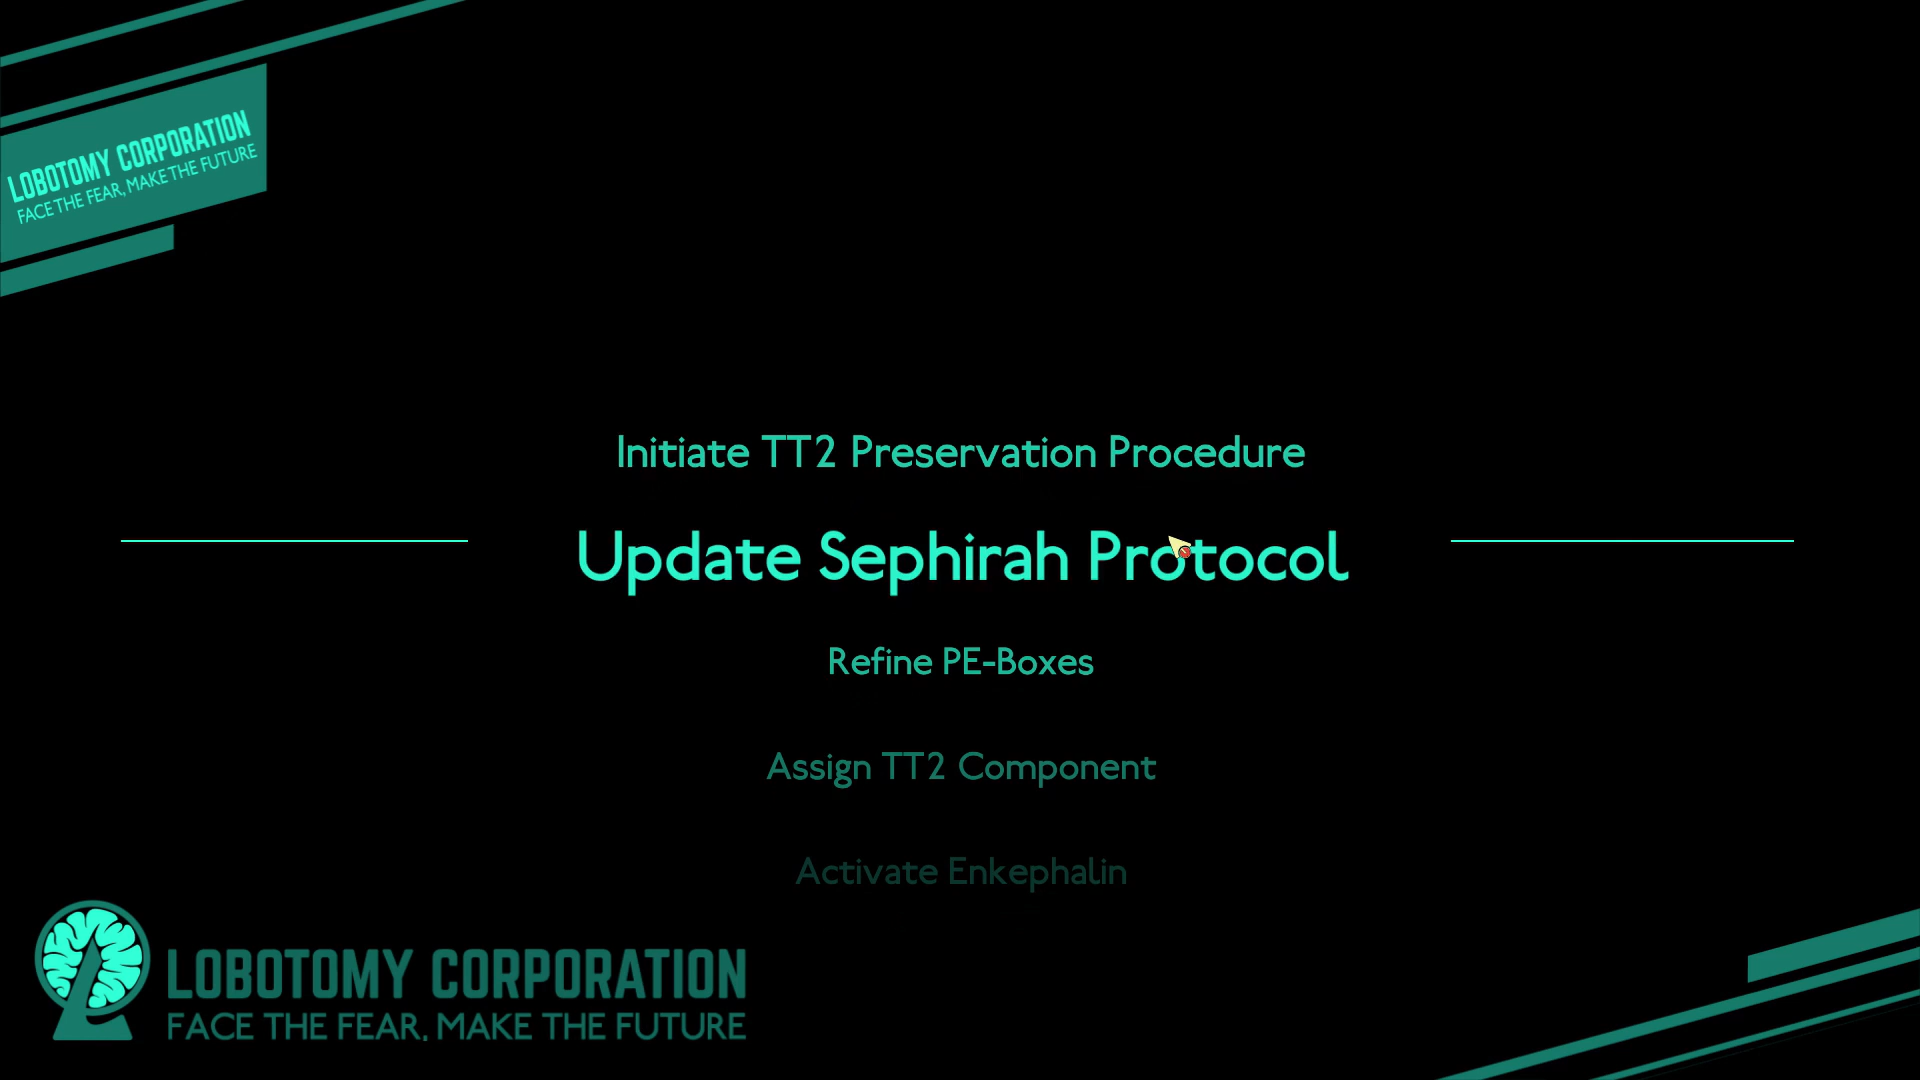 LOBOTOMY CORPORATION
FACE THE FEAR, MAKE THE FUTURE
Initiate TT2 Preservation Procedure
Update Sephirah Protocol
Refine PE-Boxes
Assign TT2 Component
Activate Enkephalin
LOBOTOMY CORPORATION
FACE THE FEAR, MAKE THE FUTURE